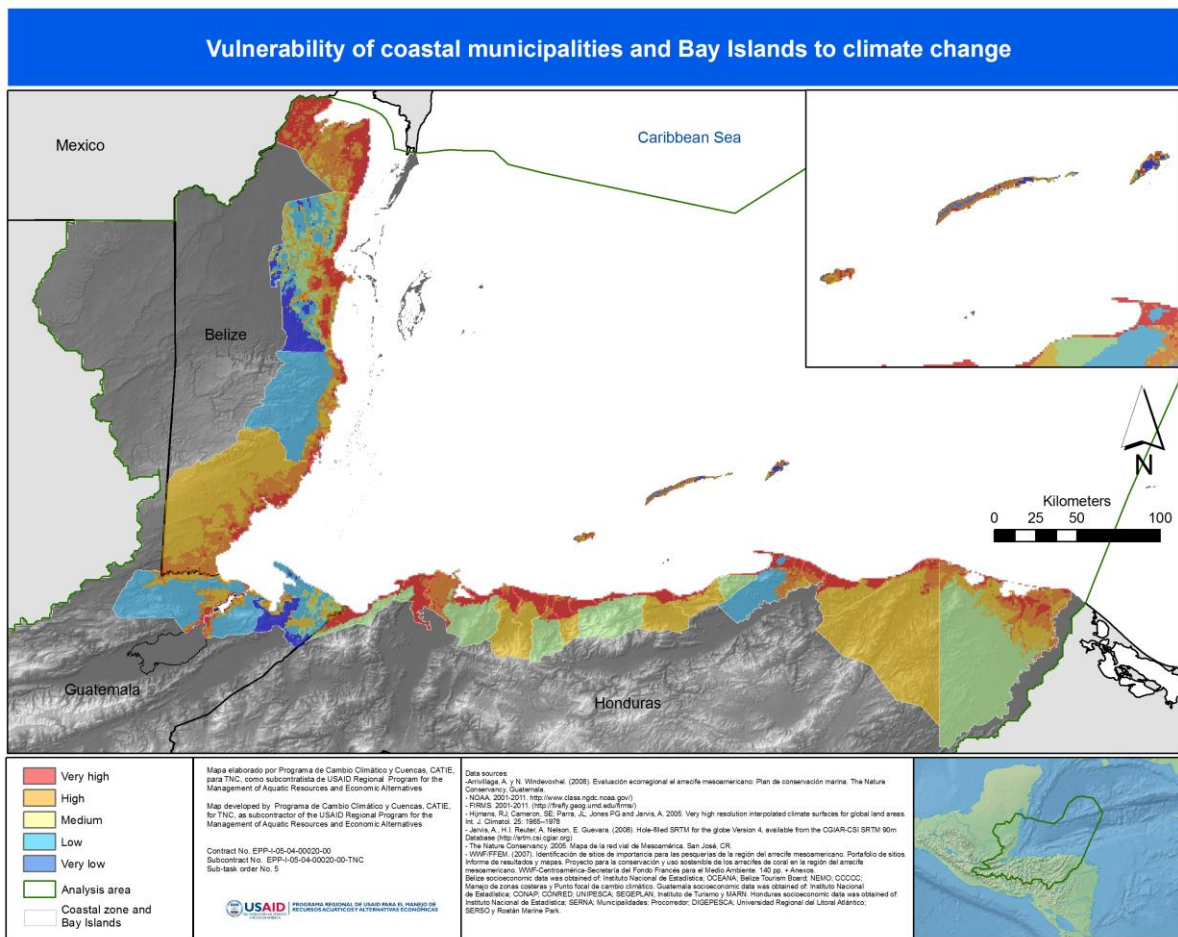 Vulnerability of coastal municipalities and Bay Islands to climate change
Mexico
Caribbean Sea
Belize
N
Kilometers
0 25 50 100
Guatemala
Honduras
Very high
High
Medium
Low
Very low
Analysis area
Coastal zone and
Bay Islands
Mapa elaborado por Programa de Cambio Climático y Cuencas, CATIE,
para TNC, como subcontratista de USAID Regional Program for the
Management of Aquatic Resources and Economic Alternatives
Map developed by Programa de Cambio Climático y Cuencas, CATIE,
for TNC, as subcontractor of the USAID Regional Program for the
Management of Aquatic Resources and Economic Alternatives
Contract No. EPP-I-05-04-00020-00
Subcontract No. EPP-I-05-04-00020-00-TNC
Sub-task order No. 5
USAID
PROGRAMA REGIONAL DE USAID PARA EL MANEJO DE
RECURSOS ACUÁTICOS Y ALTERNATIVAS ECONÓMICAS
Data sources:
-Arrivillaga, A. y N. Windevoxhel. (2008). Evaluación ecorregional el arrecife mesoamericano: Plan de conservación marina. The Nature
Conservancy, Guatemala.
- NOAA. 2001-2011. http://www.class.ngdc.noaa.gov/)
- FIRMS. 2001-2011. (http://firefly.geog.umd.edu/firms/)
- Hijmans, RJ; Cameron, SE; Parra, JL; Jones PG and Jarvis, A. 2005. Very high resolution interpolated climate surfaces for global land areas.
Int. J. Climatol. 25: 1965–1978
- Jarvis, A., H.I. Reuter, A. Nelson, E. Guevara. (2008). Hole-filled SRTM for the globe Version 4, available from the CGIAR-CSI SRTM 90m
Database (http://srtm.csi.cgiar.org)
- The Nature Conservancy. 2005. Mapa de la red vial de Mesoamérica. San José, CR.
- WWF/FFEM. (2007). Identificación de sitios de importancia para las pesquerías de la región del arrecife mesoamericano. Portafolio de sitios.
Informe de resultados y mapas. Proyecto para la conservación y uso sostenible de los arrecifes de coral en la región del arrecife
mesoamericano. WWF-Centroamérica-Secretaría del Fondo Francés para el Medio Ambiente. 140 pp. + Anexos.
Belize socioeconomic data was obtained of: Instituto Nacional de Estadística; OCEANA; Belize Tourism Board; NEMO; CCCCC;
Manejo de zonas costeras y Punto focal de cambio climático. Guatemala socioeconomic data was obtained of: Instituto Nacional
de Estadística; CONAP; CONRED; UNIPESCA; SEGEPLAN, Instituto de Turismo y MARN. Honduras socioeconomic data was obtained of:
Instituto Nacional de Estadística; SERNA; Municipalidades; Procorredor; DIGEPESCA; Universidad Regional del Litoral Atlántico;
SERSO y Roatán Marine Park.